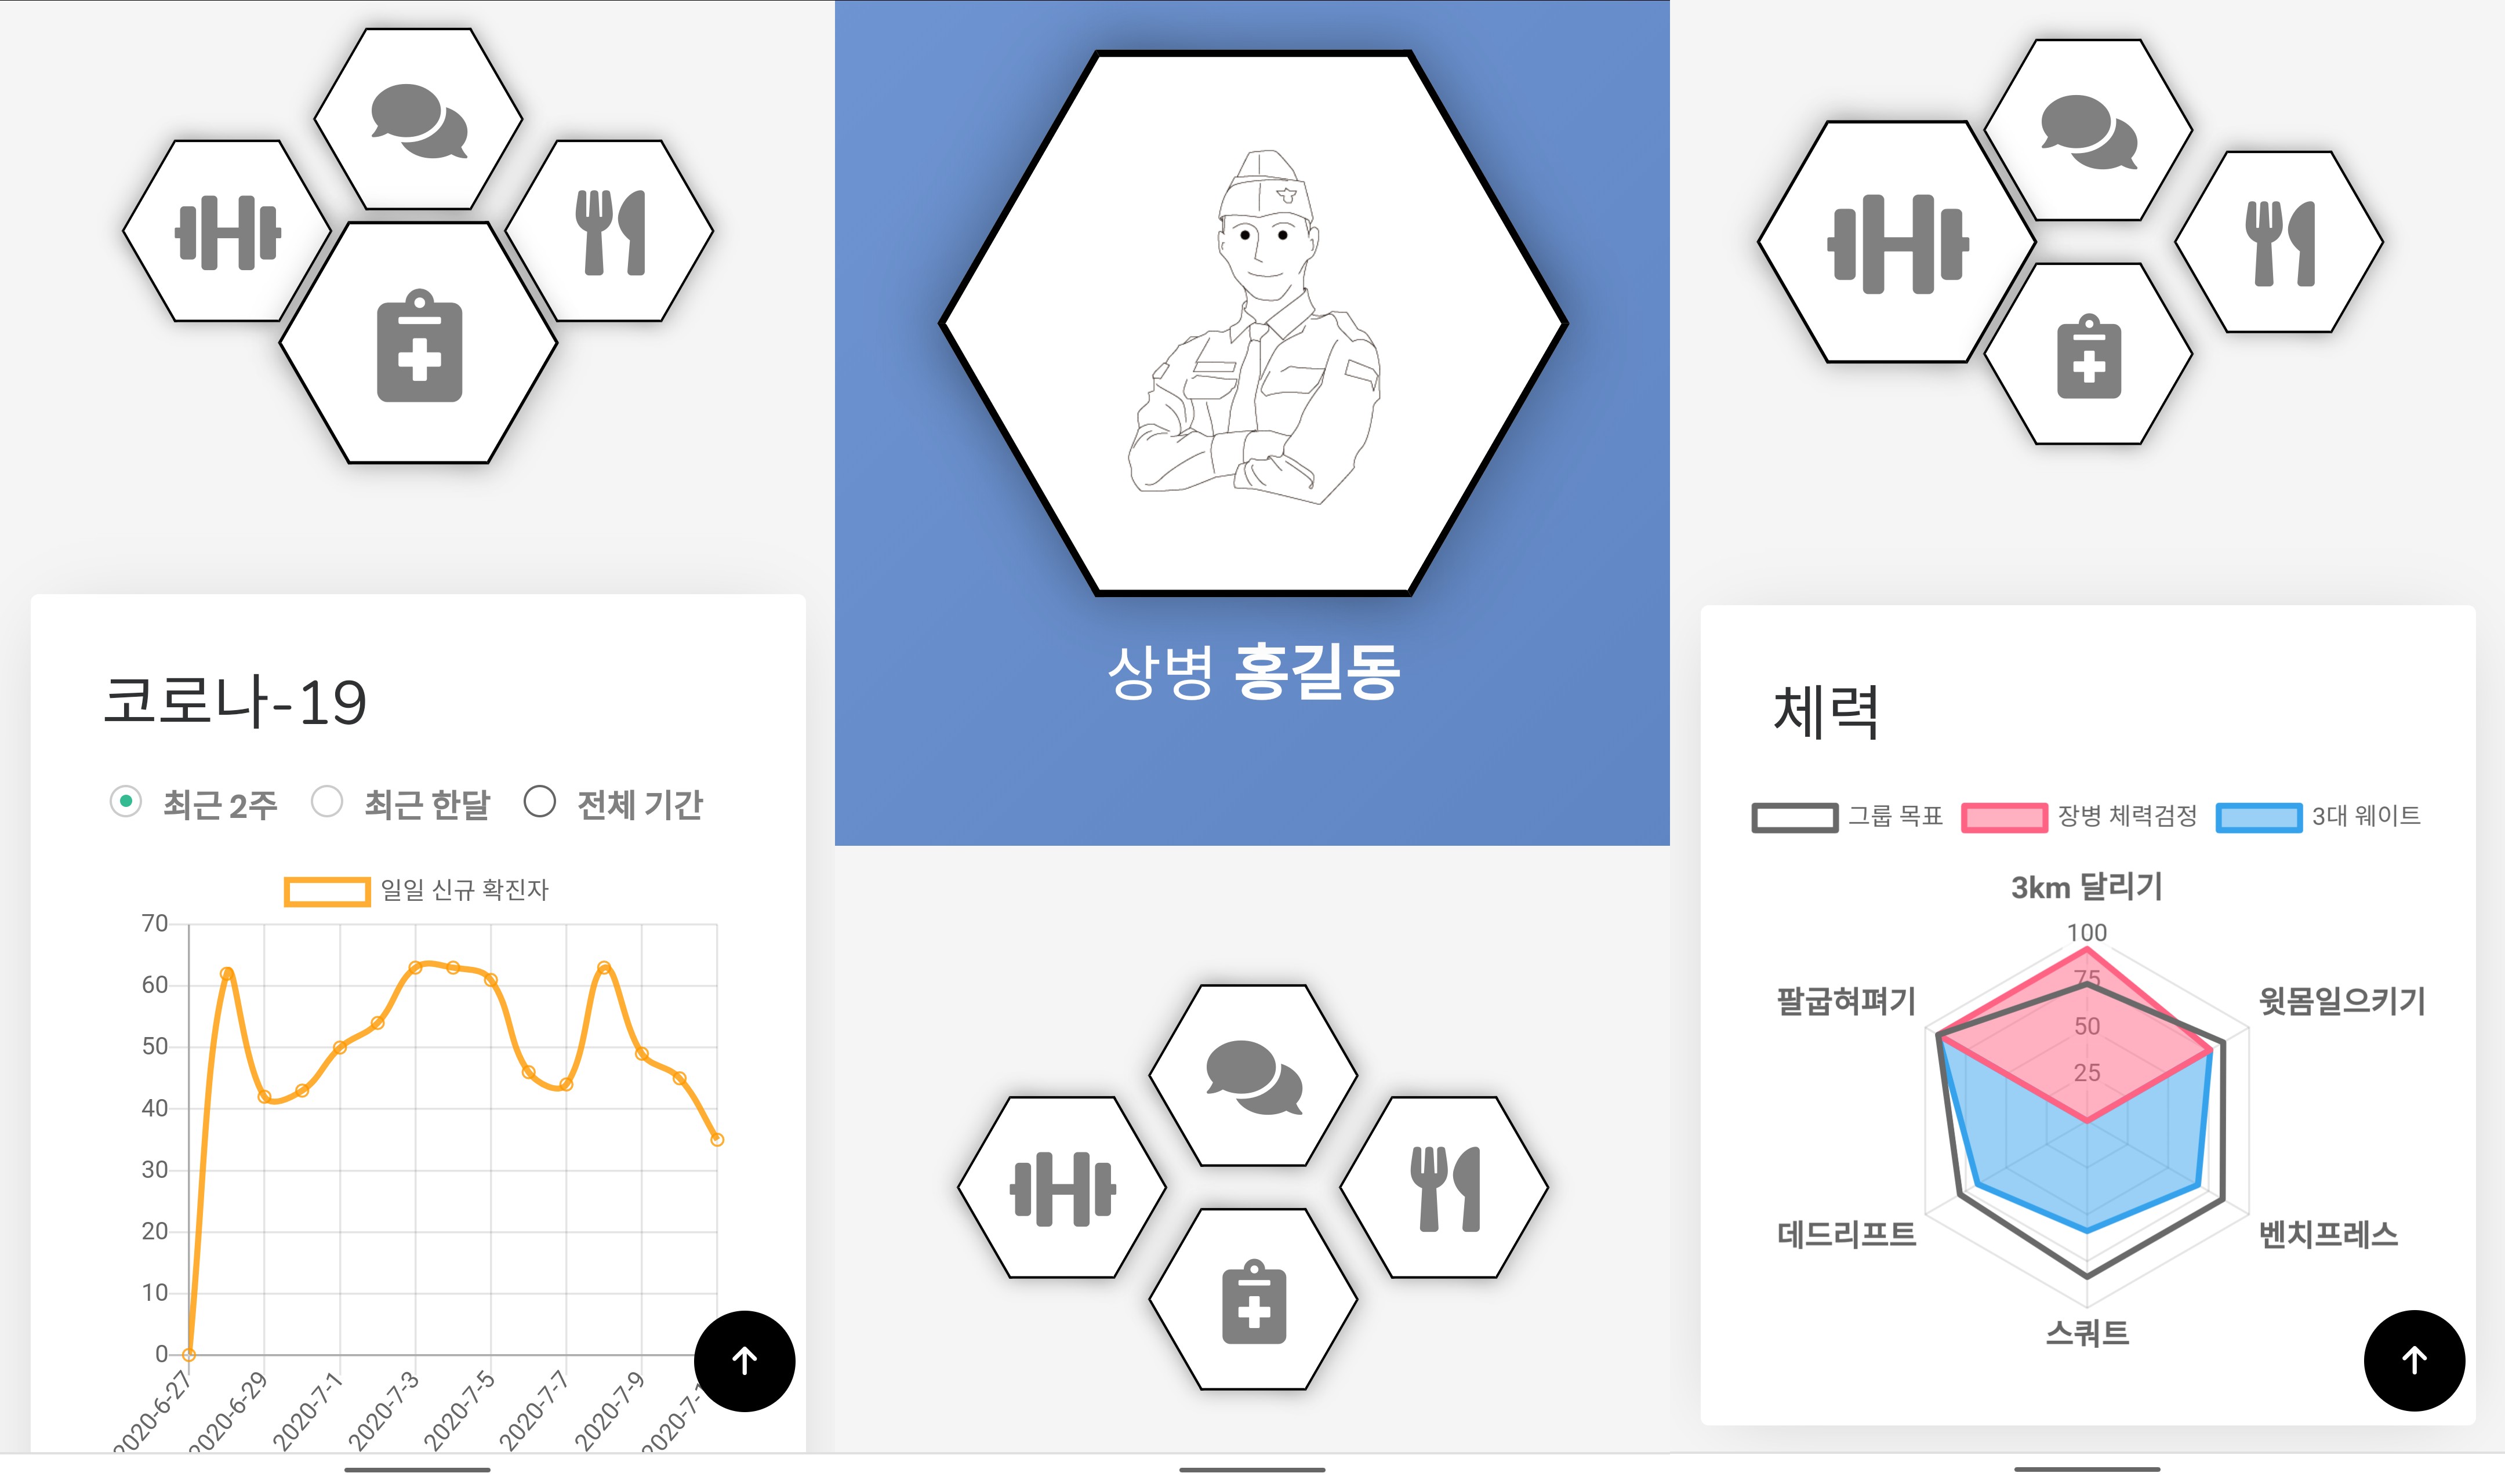 코로나-19
최근 2주 최근 한달 전체 기간
일일 신규 확진자
70
60
50
40
30
20
10
0
2020-6-27 2020-6-29 2020-7-1 2020-7-3 2020-7-5 2020-7-7 2020-7-9
상병 홍길동
체력
그룹 목표 장병 체력검정 3대 웨이트
3km 달리기
100
75
팔굽혀펴기 윗몸일으키기
50
25
데드리프트 벤치프레스
스쿼트